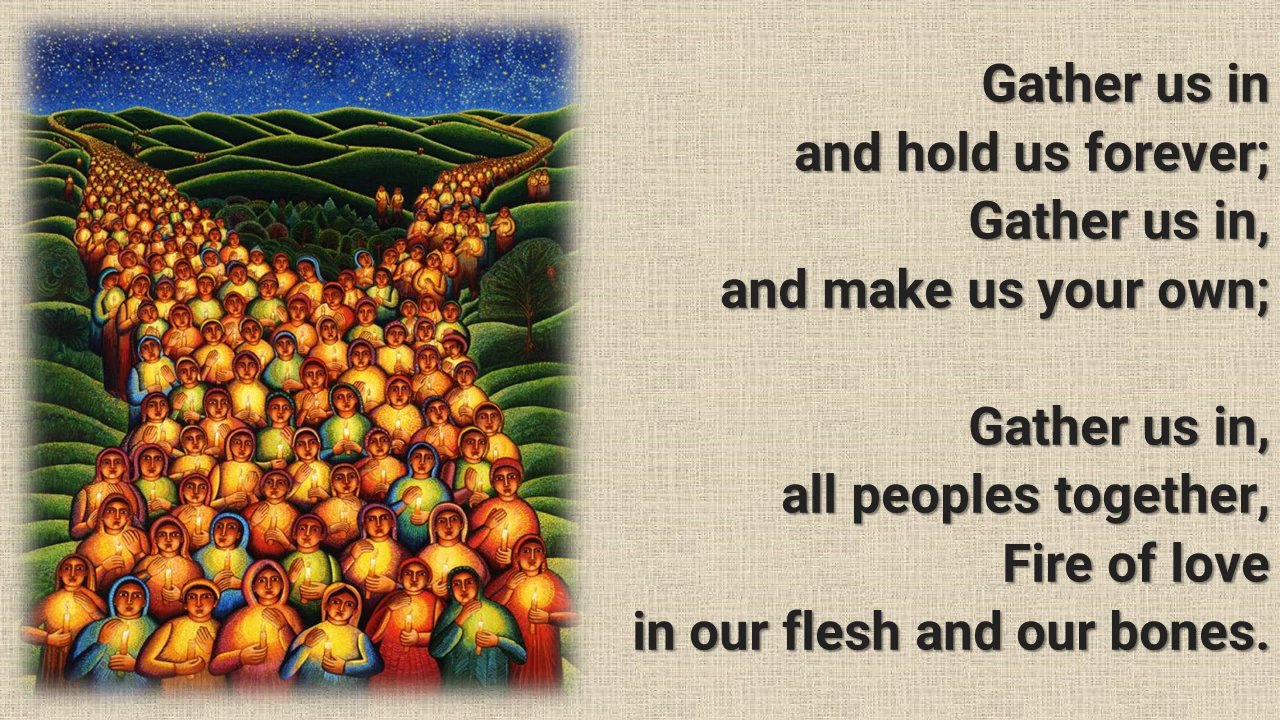 Gather us in
and hold us forever;
Gather us in,
and make us your own;
Gather us in,
all peoples together,
Fire of love
in our flesh and our bones.